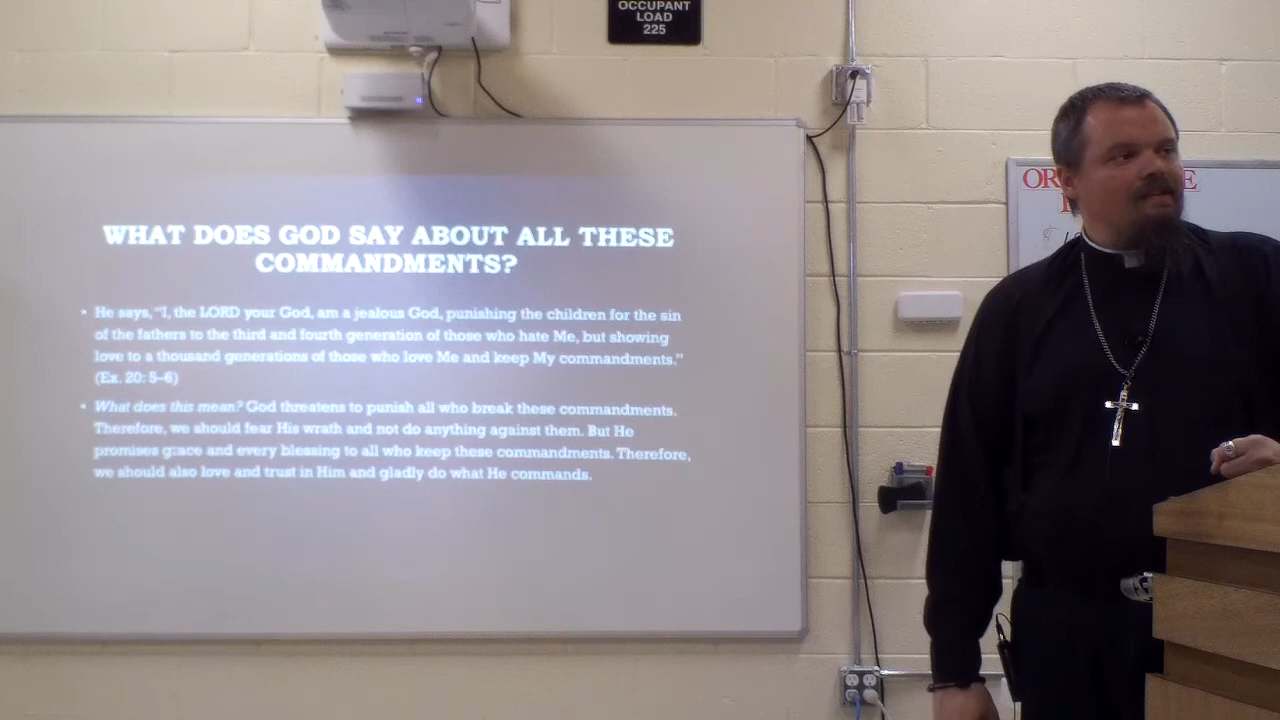 OCCUPANT
LOAD
225
WHAT DOES GOD SAY ABOUT ALL THESE
COMMANDMENTS?
• He says, "I, the LORD your God, am a jealous God, punishing the children for the sin
of the fathers to the third and fourth generation of those who hate Me, but showing
love to a thousand generations of those who love Me and keep My commandments."
(Ex. 20: 5–6)
• What does this mean? God threatens to punish all who break these commandments.
Therefore, we should fear His wrath and not do anything against them. But He
promises grace and every blessing to all who keep these commandments. Therefore,
we should also love and trust in Him and gladly do what He commands.